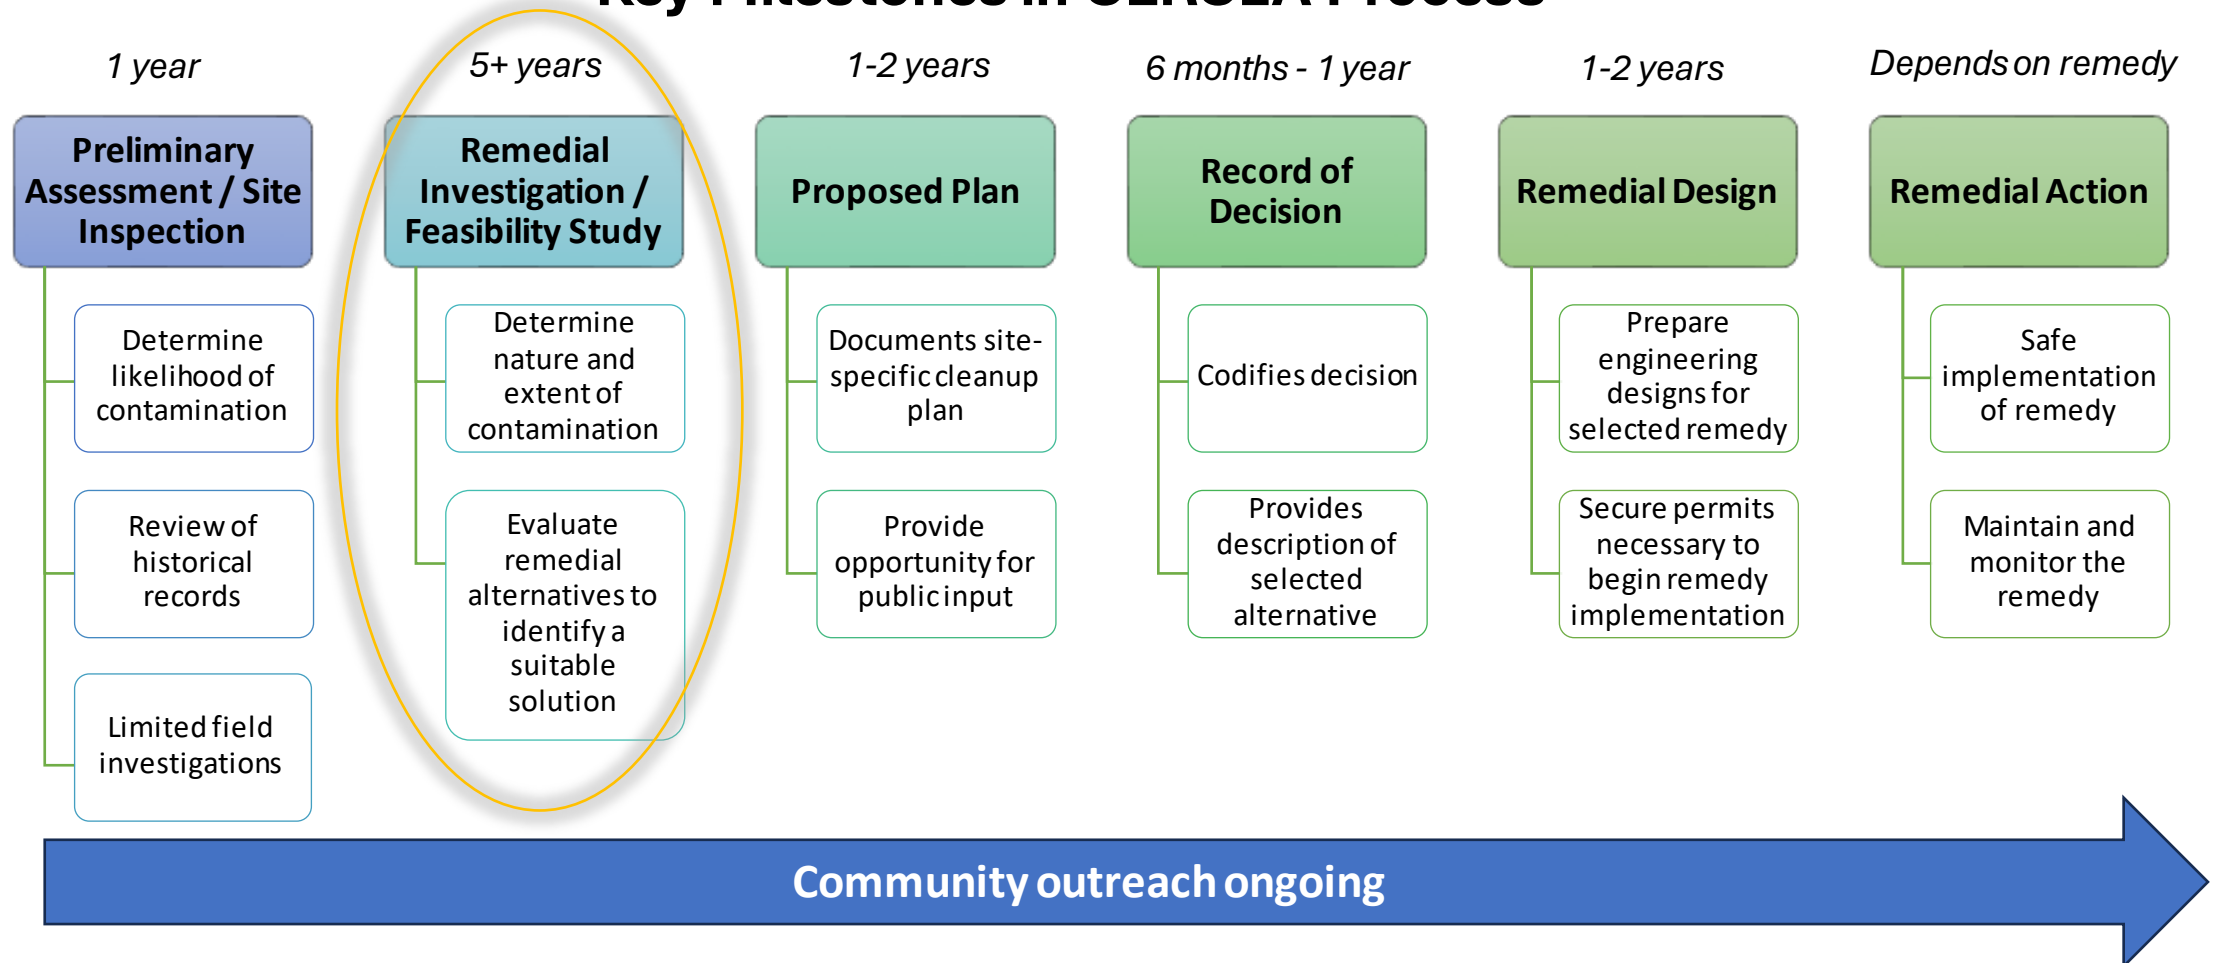 Key Milestones in CERCLA Process
1 year
5+ years
1-2 years
6 months - 1 year
1-2 years
Depends on remedy
Preliminary
Assessment / Site
Inspection
Remedial
Investigation /
Feasibility Study
Proposed Plan
Record of
Decision
Remedial Design
Remedial Action
Determine
likelihood of
contamination
Review of
historical
records
Limited field
investigations
Determine
nature and
extent of
contamination
Evaluate
remedial
alternatives to
identify a
suitable
solution
Documents site-
specific cleanup
plan
Provide
opportunity for
public input
Codifies decision
Provides
description of
selected
alternative
Prepare
engineering
designs for
selected remedy
Secure permits
necessary to
begin remedy
implementation
Safe
implementation
of remedy
Maintain and
monitor the
remedy
Community outreach ongoing